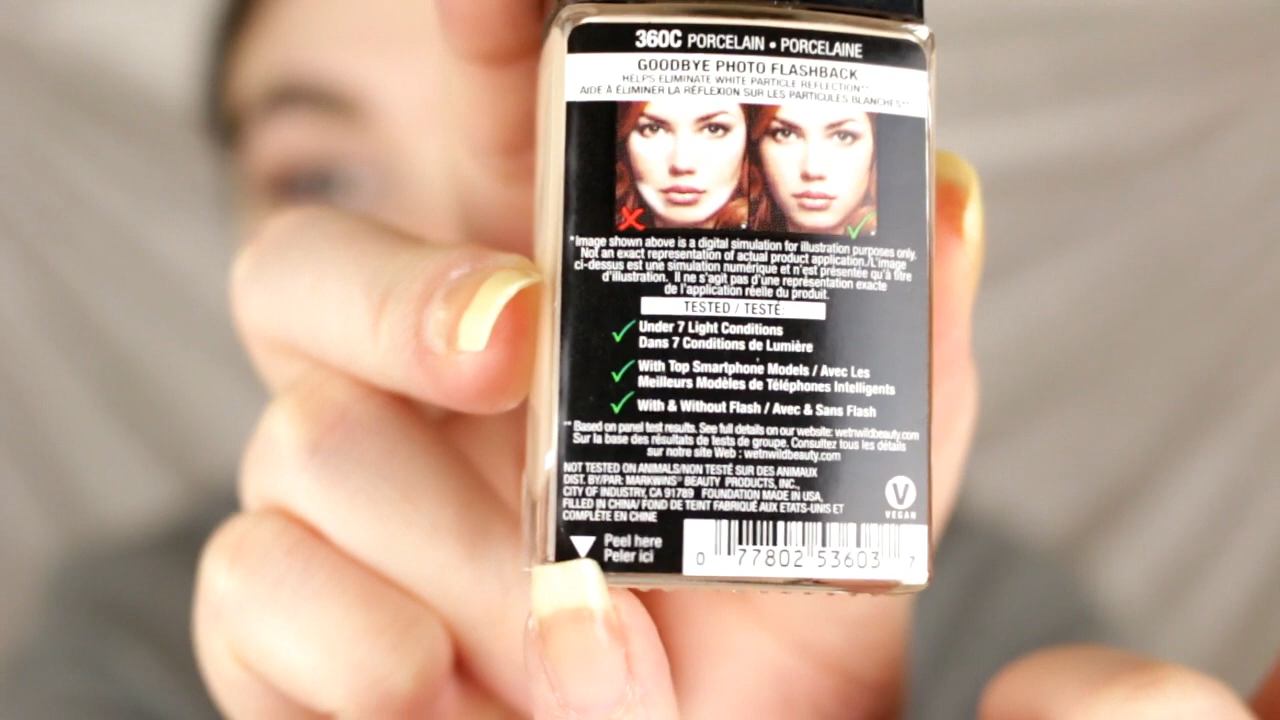 360C PORCELAIN • PORCELAINE
GOODBYE PHOTO FLASHBACK
HELPS ELIMINATE WHITE PARTICLE REFLECTION**
AIDE À ÉLIMINER LA RÉFLEXION SUR LES PARTICULES BLANCHES**
*Image shown above is a digital simulation for illustration purposes only.
Not an exact representation of actual product application./L'image
ci-dessus est une simulation numérique et n'est présentée qu'à titre
d'illustration. Il ne s'agit pas d'une représentation exacte
de l'application réelle du produit.
TESTED / TESTÉ
Under 7 Light Conditions
Dans 7 Conditions de Lumière
With Top Smartphone Models / Avec Les
Meilleurs Modèles de Téléphones Intelligents
With & Without Flash / Avec & Sans Flash
** Based on panel test results. See full details on our website: wetnwildbeauty.com
Sur la base des résultats de tests de groupe. Consultez tous les détails
sur notre site Web : wetnwildbeauty.com
NOT TESTED ON ANIMALS/NON TESTÉ SUR DES ANIMAUX
DIST. BY/PAR: MARKWINS® BEAUTY PRODUCTS, INC.,
CITY OF INDUSTRY, CA 91789 FOUNDATION MADE IN USA,
FILLED IN CHINA/ FOND DE TEINT FABRIQUÉ AUX ETATS-UNIS ET
COMPLÈTE EN CHINE
V
VEGAN
Peel here
Peler ici
0 77802 53603 7